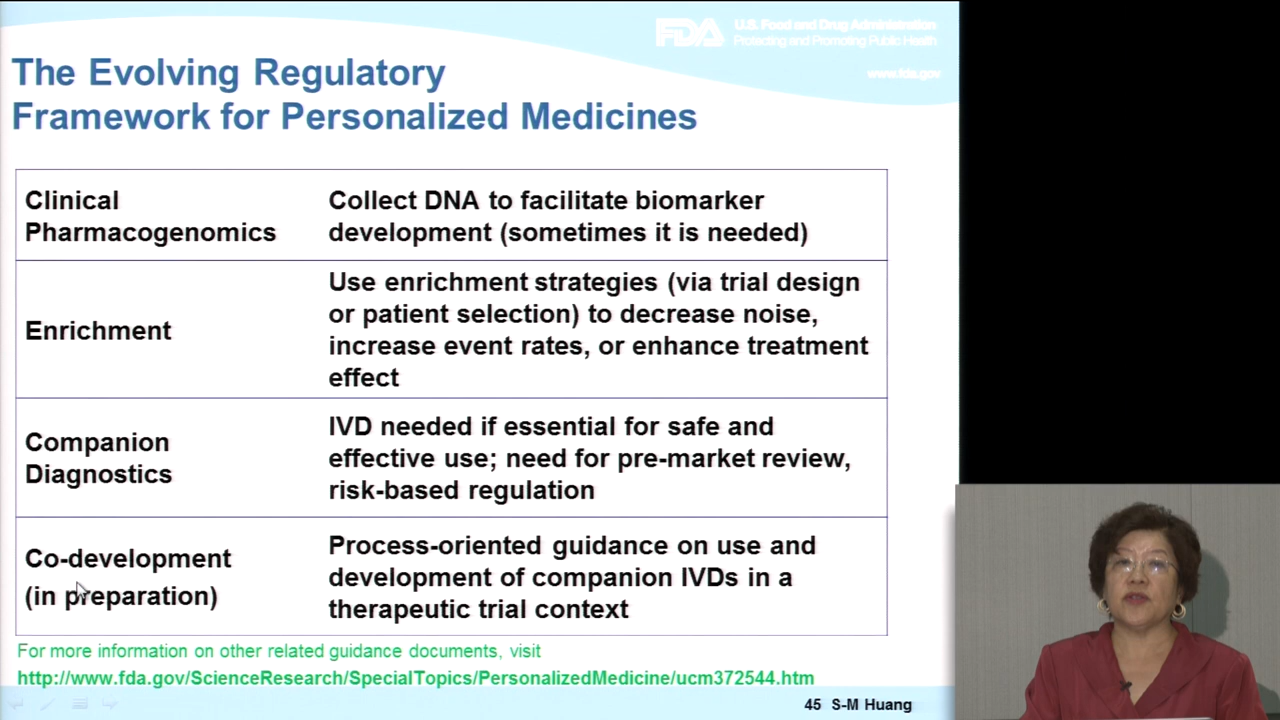 FDA
U.S. Food and Drug Administration
Protecting and Promoting Public Health
www.fda.gov
The Evolving Regulatory
Framework for Personalized Medicines
Clinical
Pharmacogenomics
Collect DNA to facilitate biomarker
development (sometimes it is needed)
Enrichment
Use enrichment strategies (via trial design
or patient selection) to decrease noise,
increase event rates, or enhance treatment
effect
Companion
Diagnostics
IVD needed if essential for safe and
effective use; need for pre-market review,
risk-based regulation
Co-development
(in preparation)
Process-oriented guidance on use and
development of companion IVDs in a
therapeutic trial context
For more information on other related guidance documents, visit
http://www.fda.gov/ScienceResearch/SpecialTopics/PersonalizedMedicine/ucm372544.htm
45 S-M Huang